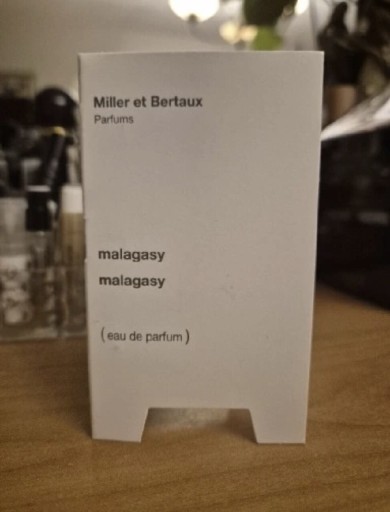 Miller et Bertaux
Parfums
malagasy
malagasy
(eau de parfum)